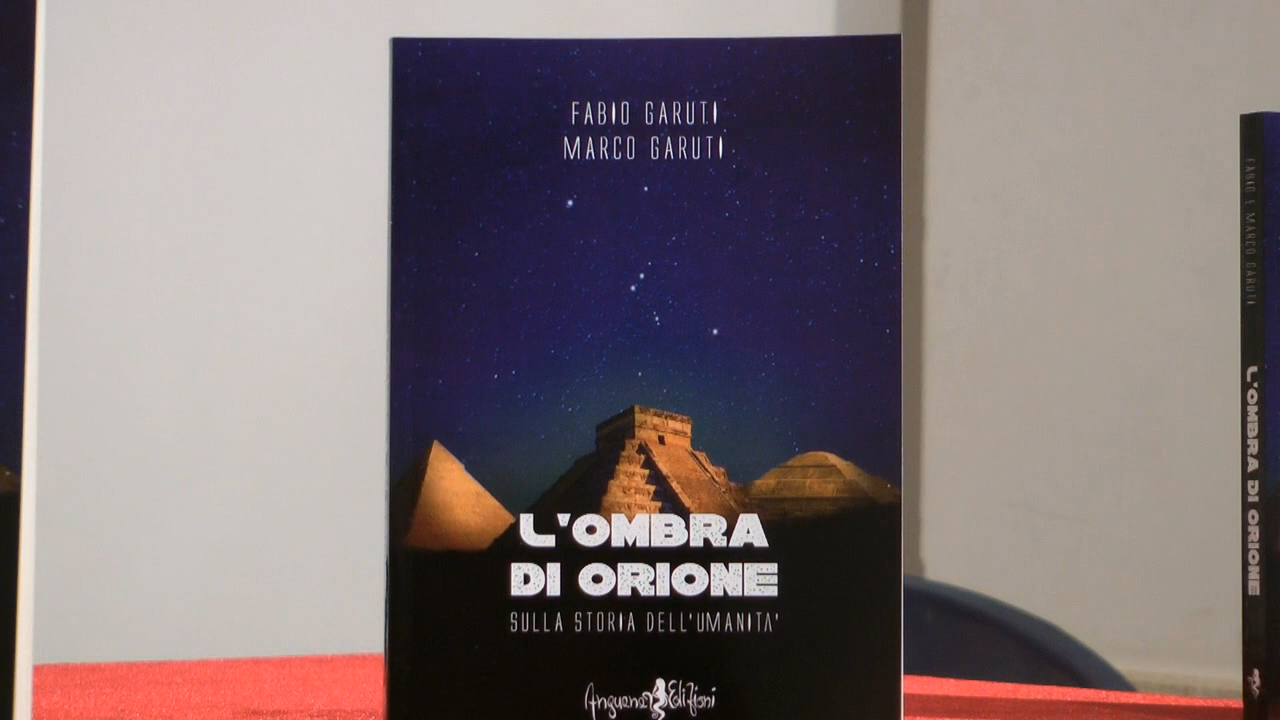 FABIO GARUTI
MARCO GARUTI
L'OMBRA
DI ORIONE
SULLA STORIA DELL'UMANITA'
Anguana Edizioni
FABIO E MARCO GARUTI
L'OMBRA DI ORIONE